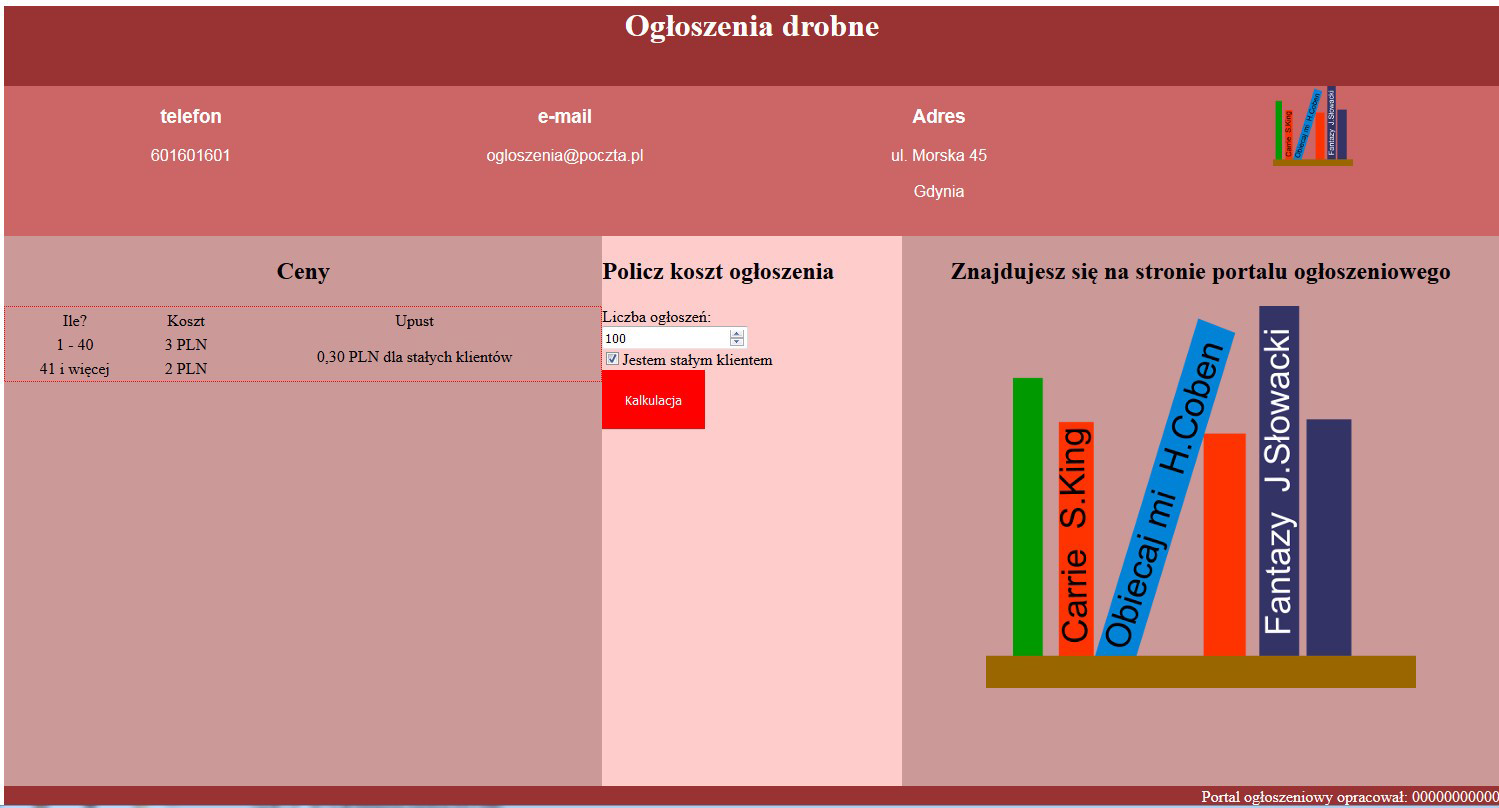 Ogłoszenia drobne
telefon
601601601
e-mail
ogloszenia@poczta.pl
Adres
ul. Morska 45
Gdynia
Carrie S.King
Obiecaj mi H.Coben
Fantazy J.Słowacki
Ceny
Ile? Koszt Upust
1 - 40 3 PLN
0,30 PLN dla stałych klientów
41 i więcej 2 PLN
Policz koszt ogłoszenia
Liczba ogłoszeń:
100
Jestem stałym klientem
Kalkulacja
Znajdujesz się na stronie portalu ogłoszeniowego
Carrie S.King
Obiecaj mi H.Coben
Fantazy J.Słowacki
Portal ogłoszeniowy opracował: 00000000000